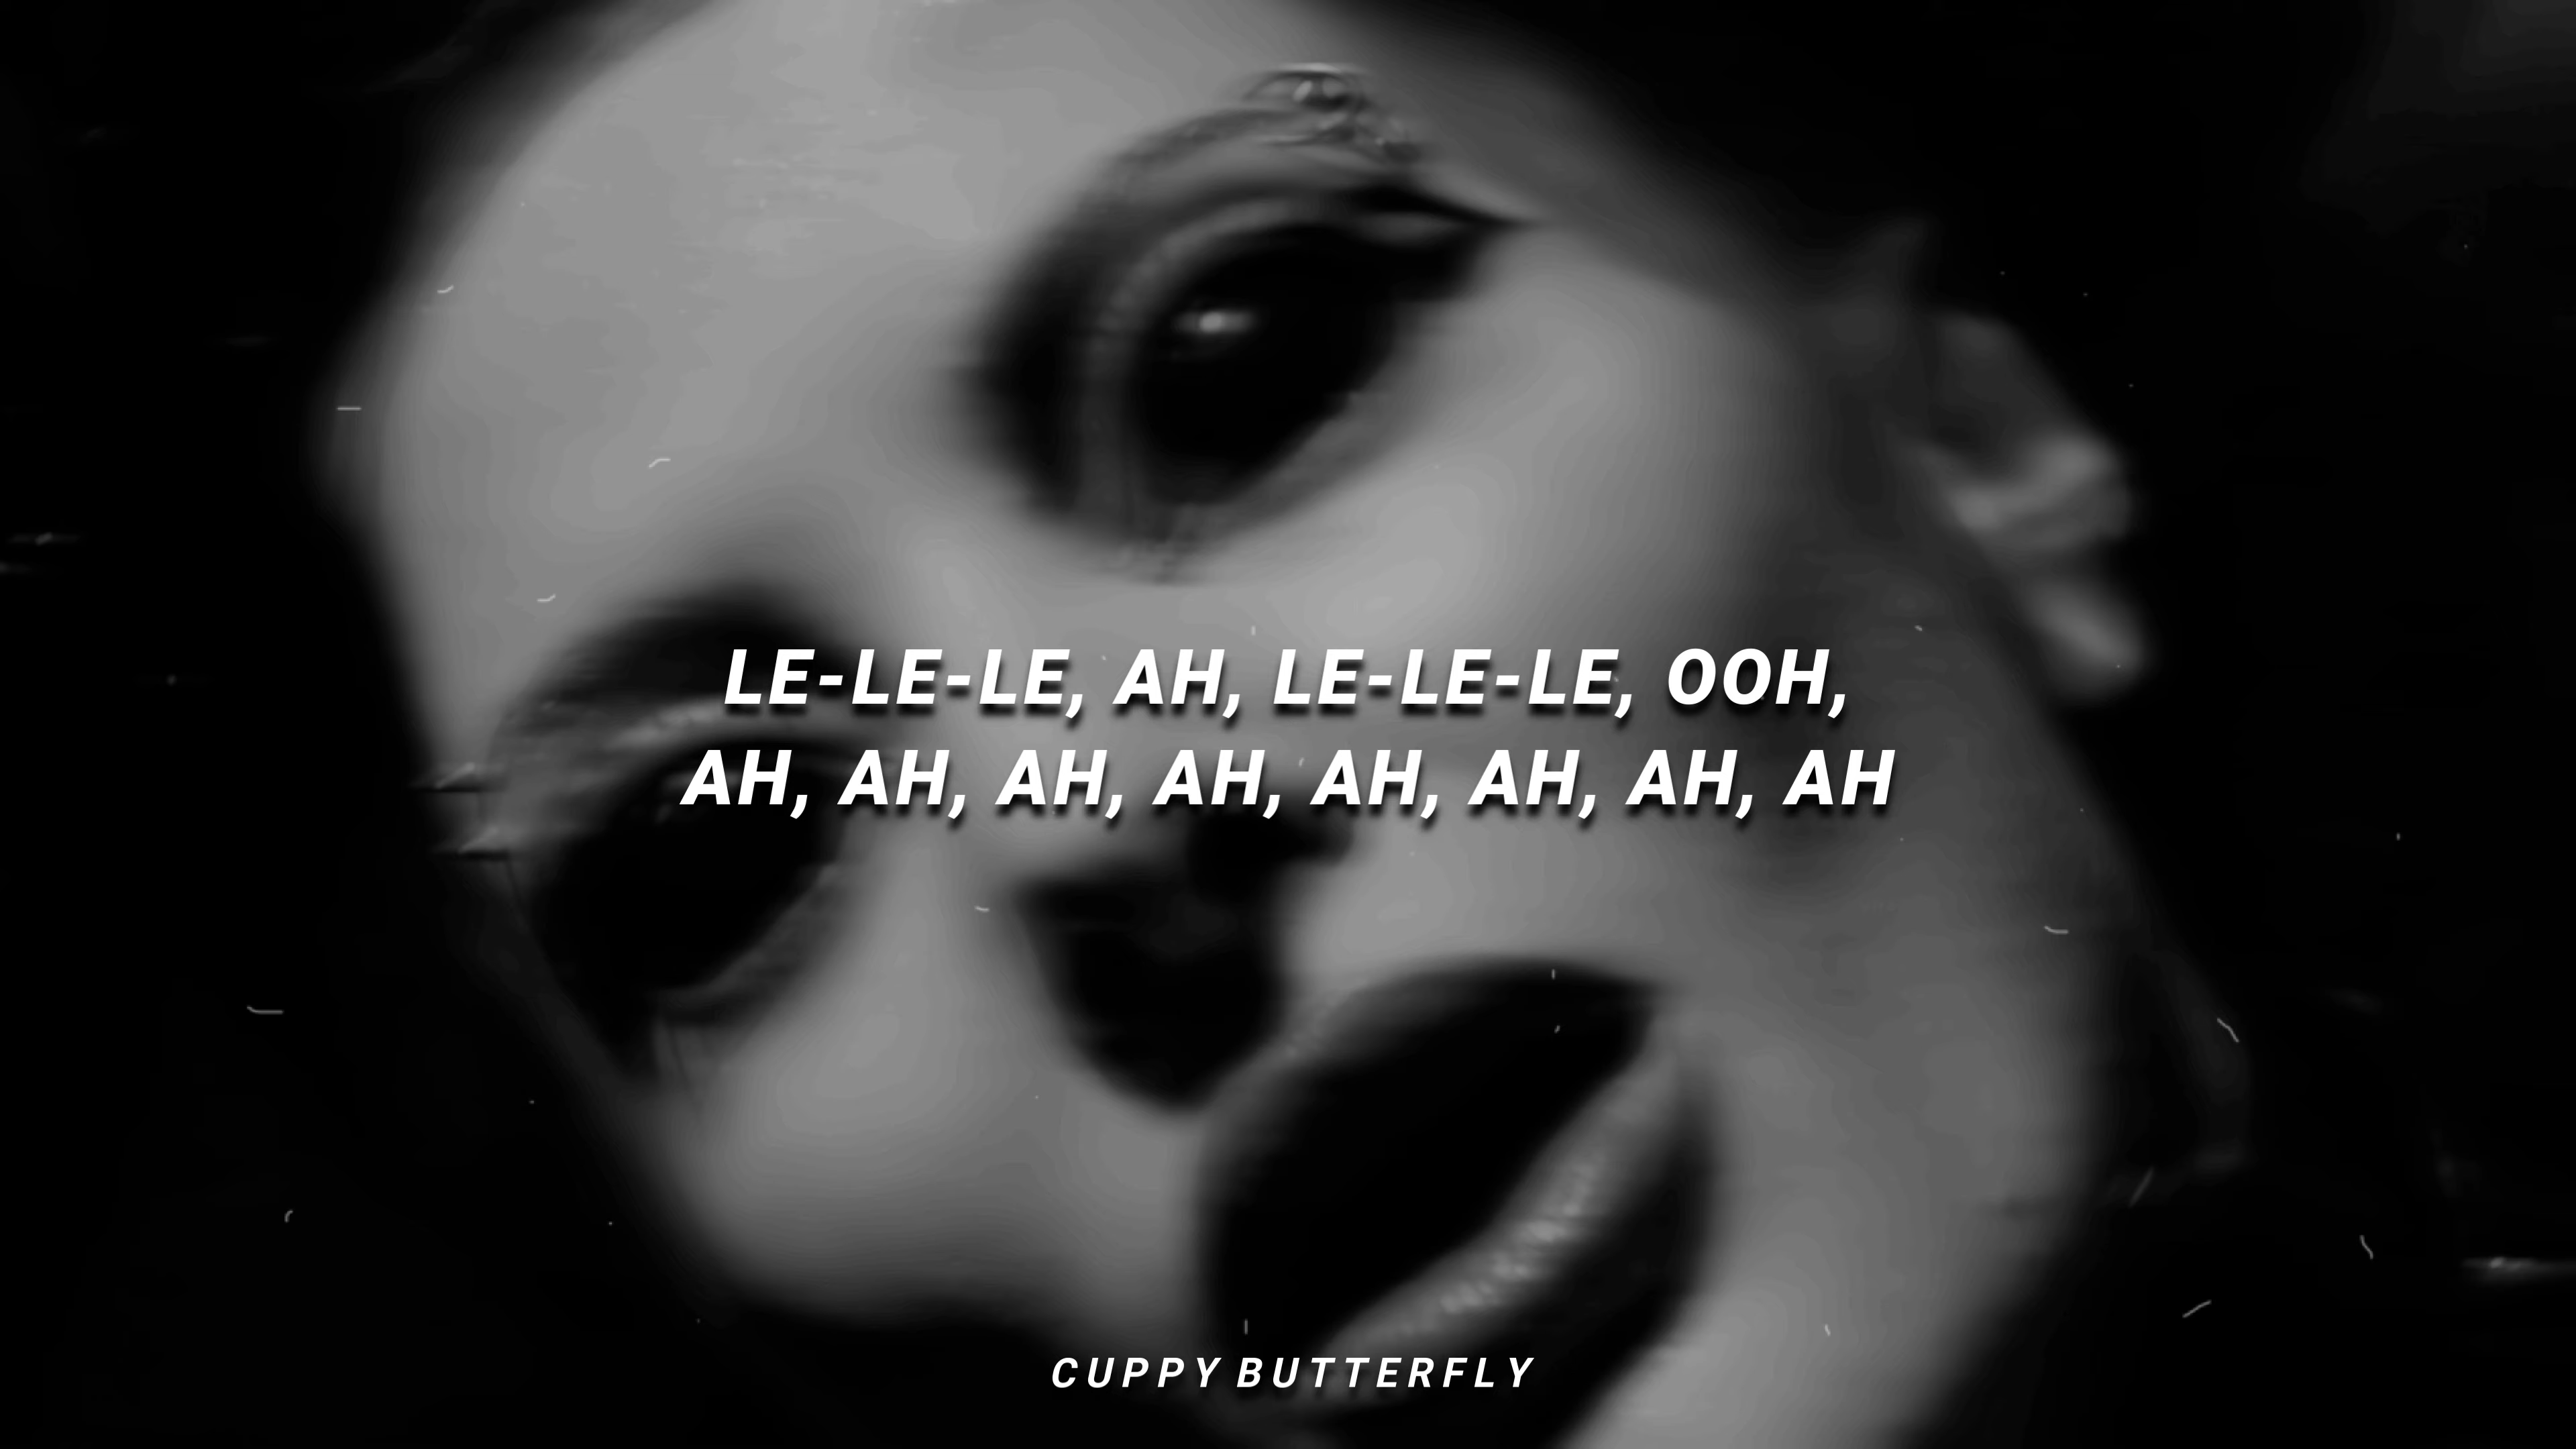 LE-LE-LE, AH, LE-LE-LE, OOH,
AH, AH, AH, AH, AH, AH, AH, AH
CUPPY BUTTERFLY